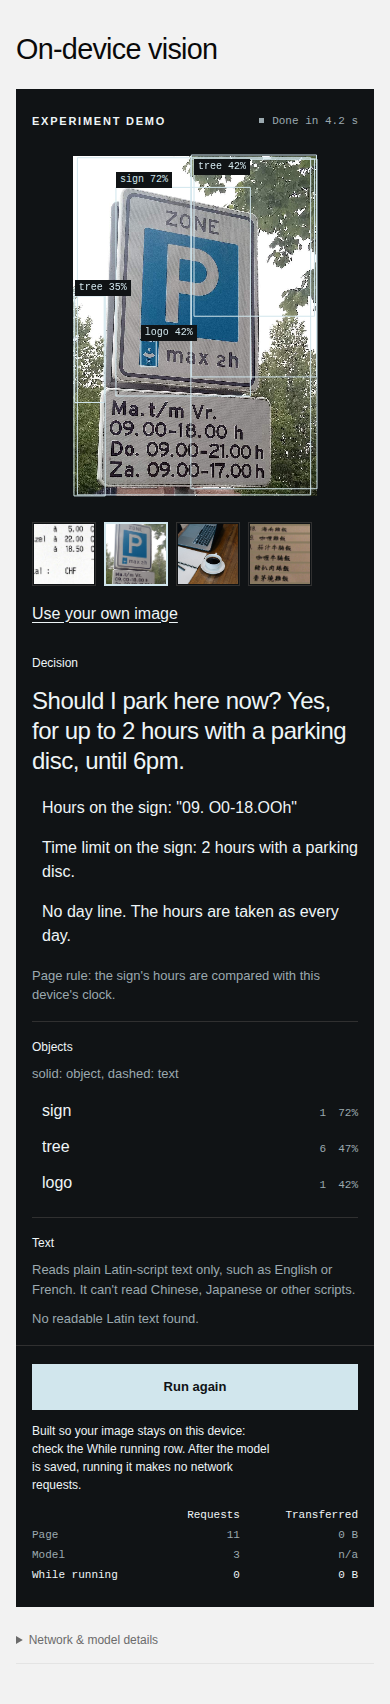 On-device vision
EXPERIMENT DEMO
Done in 4.2 s
tree 42%
sign 72%
ZONE
P
tree 35%
logo 42%
max 2h
Ma.t/m Vr.
09.00-18.00 h
Do. 09.00-21.00 h
Za. 09.00-17.00 h
å 5.00
å 22.00
å 18.50
CHF
Use your own image
Decision
Should I park here now? Yes,
for up to 2 hours with a parking
disc, until 6pm.
Hours on the sign: "09. O0-18.OOh"
Time limit on the sign: 2 hours with a parking
disc.
No day line. The hours are taken as every
day.
Page rule: the sign's hours are compared with this
device's clock.
Objects
solid: object, dashed: text
sign 1 72%
tree 6 47%
logo 1 42%
Text
Reads plain Latin-script text only, such as English or
French. It can't read Chinese, Japanese or other scripts.
No readable Latin text found.
Run again
Built so your image stays on this device:
check the While running row. After the model
is saved, running it makes no network
requests.
Requests Transferred
Page 11 0 B
Model 3 n/a
While running 0 0 B
Network & model details